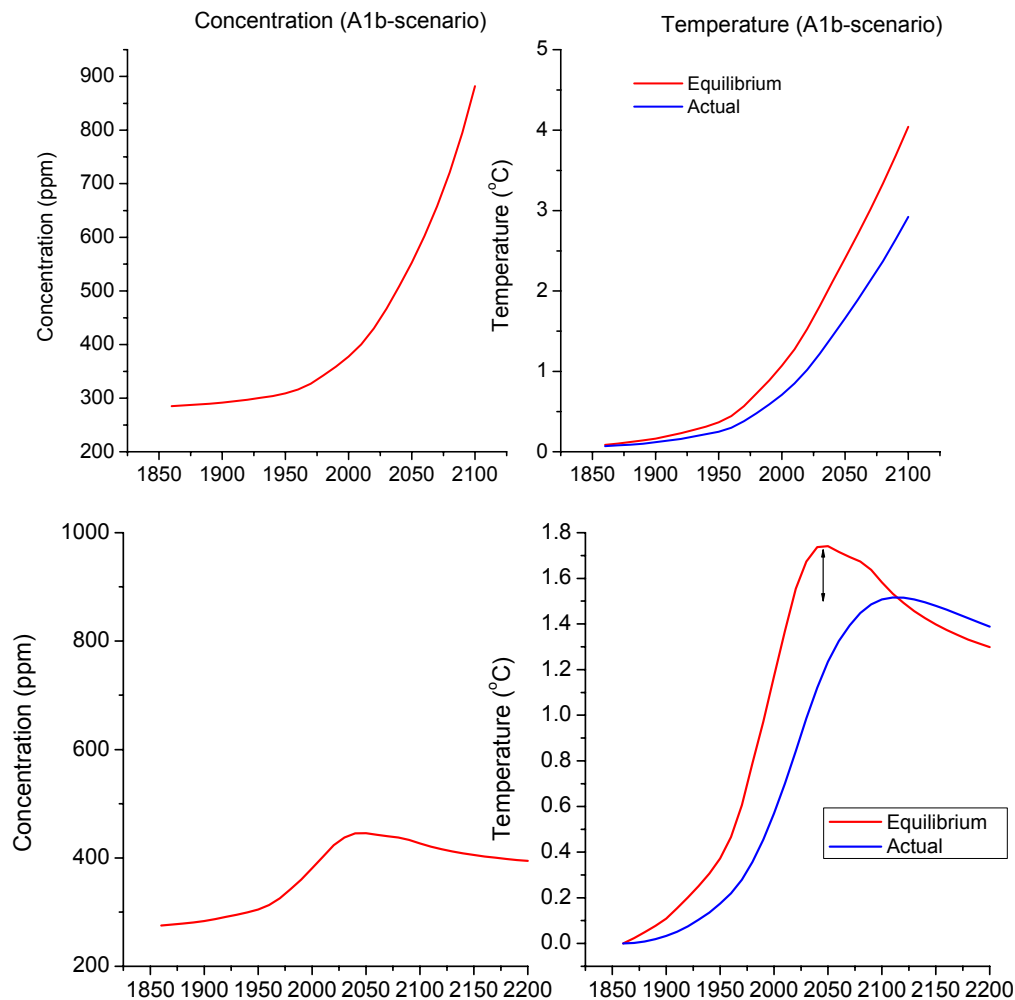 Concentration (A1b-scenario)
Concentration (ppm)
900
800
700
600
500
400
300
200
1850 1900 1950 2000 2050 2100
Temperature (A1b-scenario)
Temperature (°C)
5
4
3
2
1
0
Equilibrium
Actual
1850 1900 1950 2000 2050 2100
Concentration (ppm)
1000
800
600
400
200
1850 1900 1950 2000 2050 2100 2150 2200
Temperature (°C)
1.8
1.6
1.4
1.2
1.0
0.8
0.6
0.4
0.2
0.0
Equilibrium
Actual
1850 1900 1950 2000 2050 2100 2150 2200